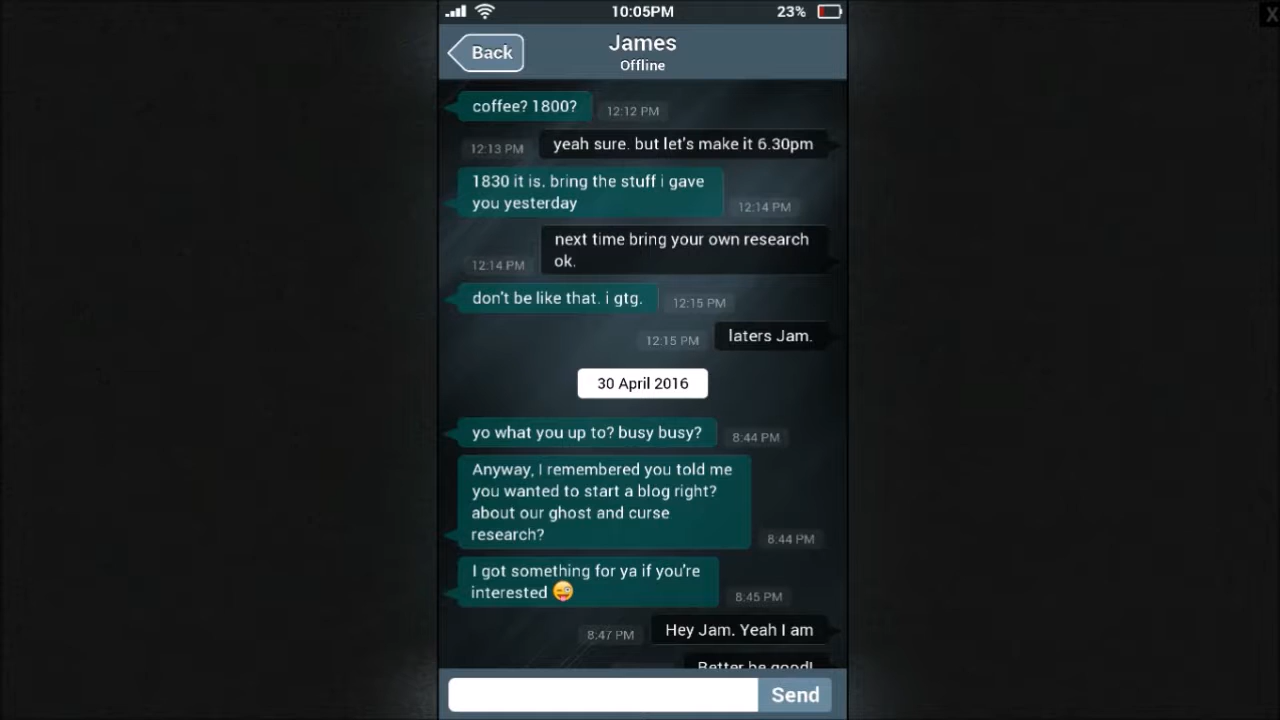 10:05PM
23%
X
Back
James
Offline
coffee? 1800?
12:12 PM
yeah sure. but let's make it 6.30pm
12:13 PM
1830 it is. bring the stuff i gave
you yesterday
12:14 PM
next time bring your own research
ok.
12:14 PM
don't be like that. i gtg.
12:15 PM
laters Jam.
12:15 PM
30 April 2016
yo what you up to? busy busy?
8:44 PM
Anyway, I remembered you told me
you wanted to start a blog right?
about our ghost and curse
research?
8:44 PM
I got something for ya if you're
interested 😜
8:45 PM
Hey Jam. Yeah I am
8:47 PM
Better be good!
Send